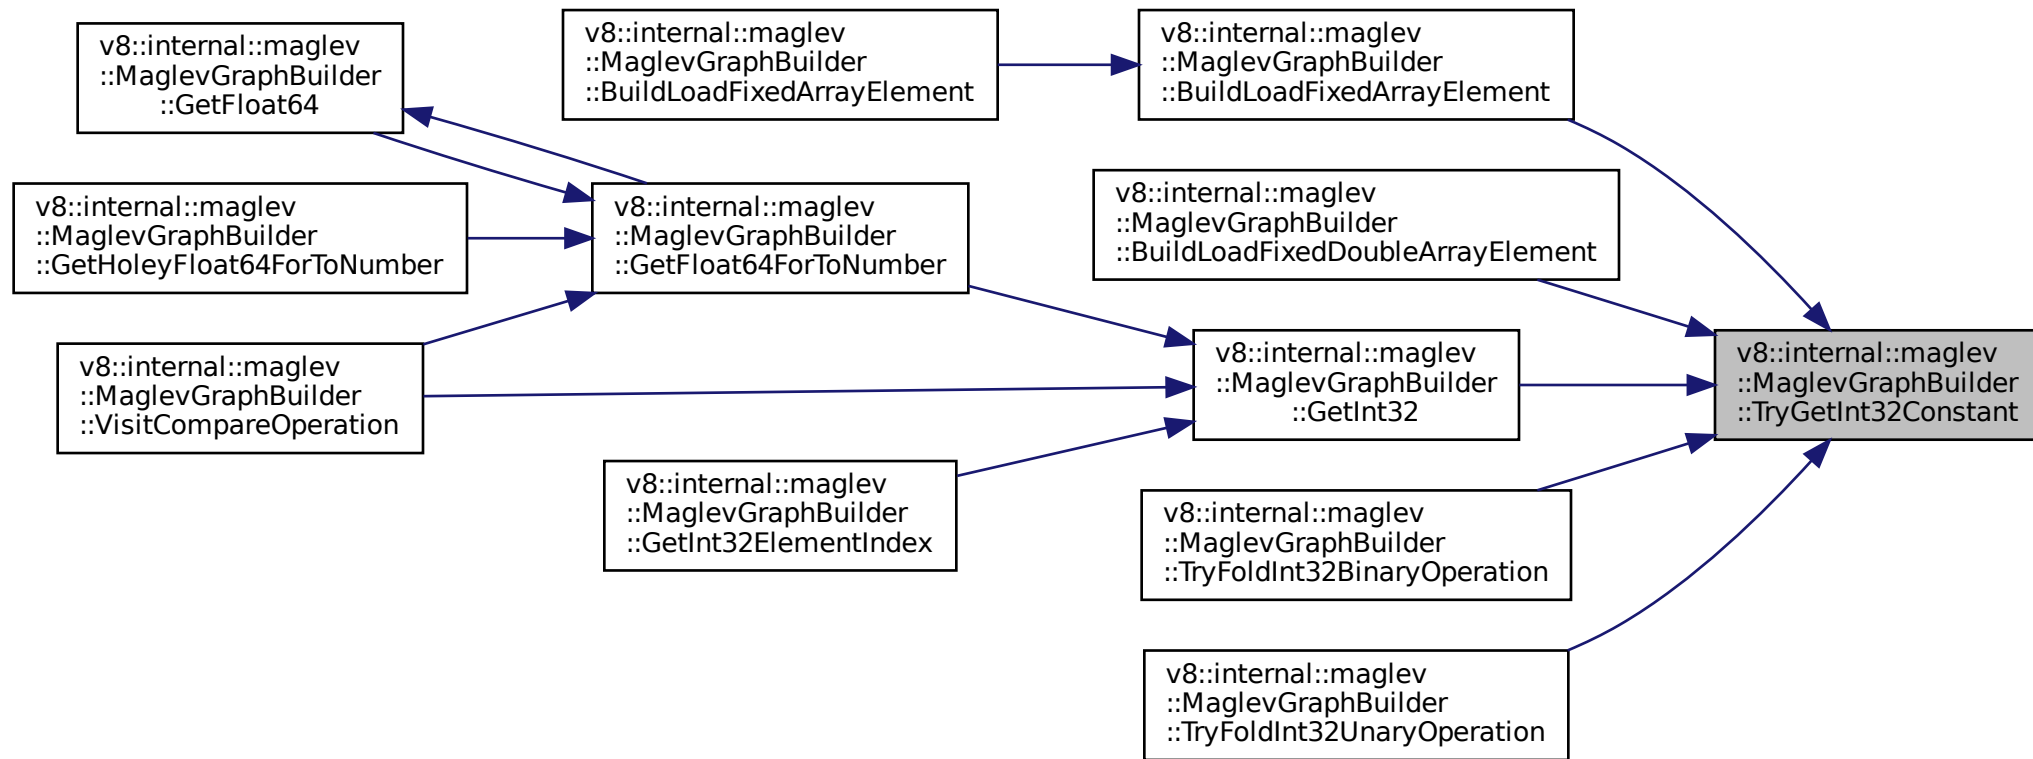 v8::internal::maglev
::MaglevGraphBuilder
::GetFloat64
v8::internal::maglev
::MaglevGraphBuilder
::BuildLoadFixedArrayElement
v8::internal::maglev
::MaglevGraphBuilder
::BuildLoadFixedArrayElement
v8::internal::maglev
::MaglevGraphBuilder
::GetHoleyFloat64ForToNumber
v8::internal::maglev
::MaglevGraphBuilder
::GetFloat64ForToNumber
v8::internal::maglev
::MaglevGraphBuilder
::BuildLoadFixedDoubleArrayElement
v8::internal::maglev
::MaglevGraphBuilder
::VisitCompareOperation
v8::internal::maglev
::MaglevGraphBuilder
::GetInt32
v8::internal::maglev
::MaglevGraphBuilder
::TryGetInt32Constant
v8::internal::maglev
::MaglevGraphBuilder
::GetInt32ElementIndex
v8::internal::maglev
::MaglevGraphBuilder
::TryFoldInt32BinaryOperation
v8::internal::maglev
::MaglevGraphBuilder
::TryFoldInt32UnaryOperation